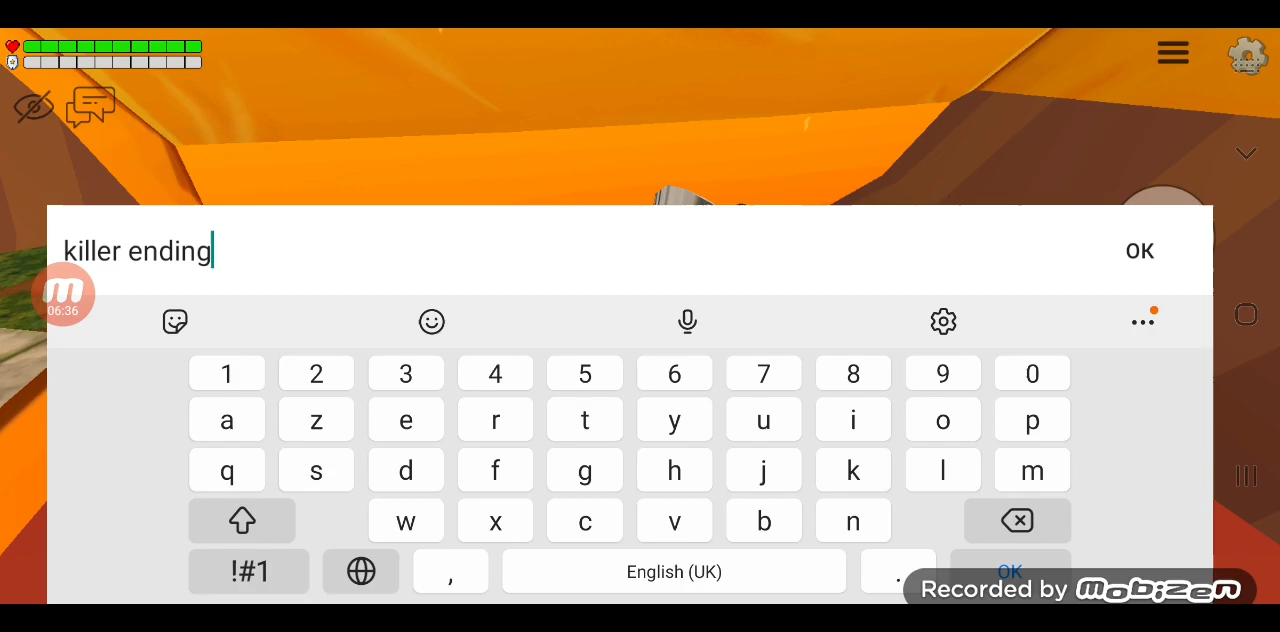 killer ending
OK
06:36
1 2 3 4 5 6 7 8 9 0
a z e r t y u i o p
q s d f g h j k l m
w x c v b n
!#1 , English (UK) . OK
Recorded by mobizen